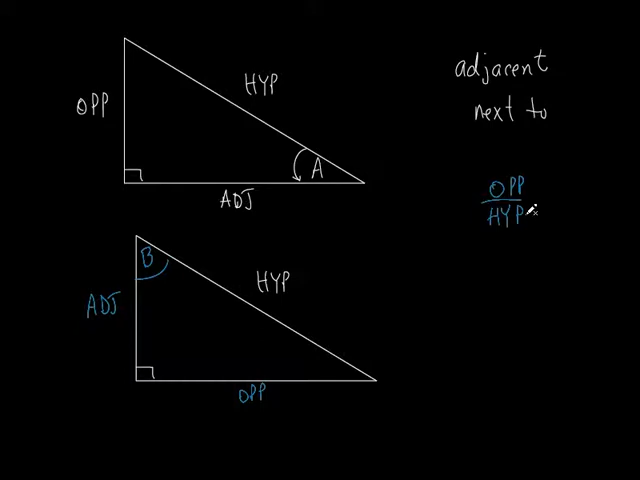 HYP
OPP
A
ADJ
adjacent
next to
OPP
HYP
B
HYP
ADJ
OPP